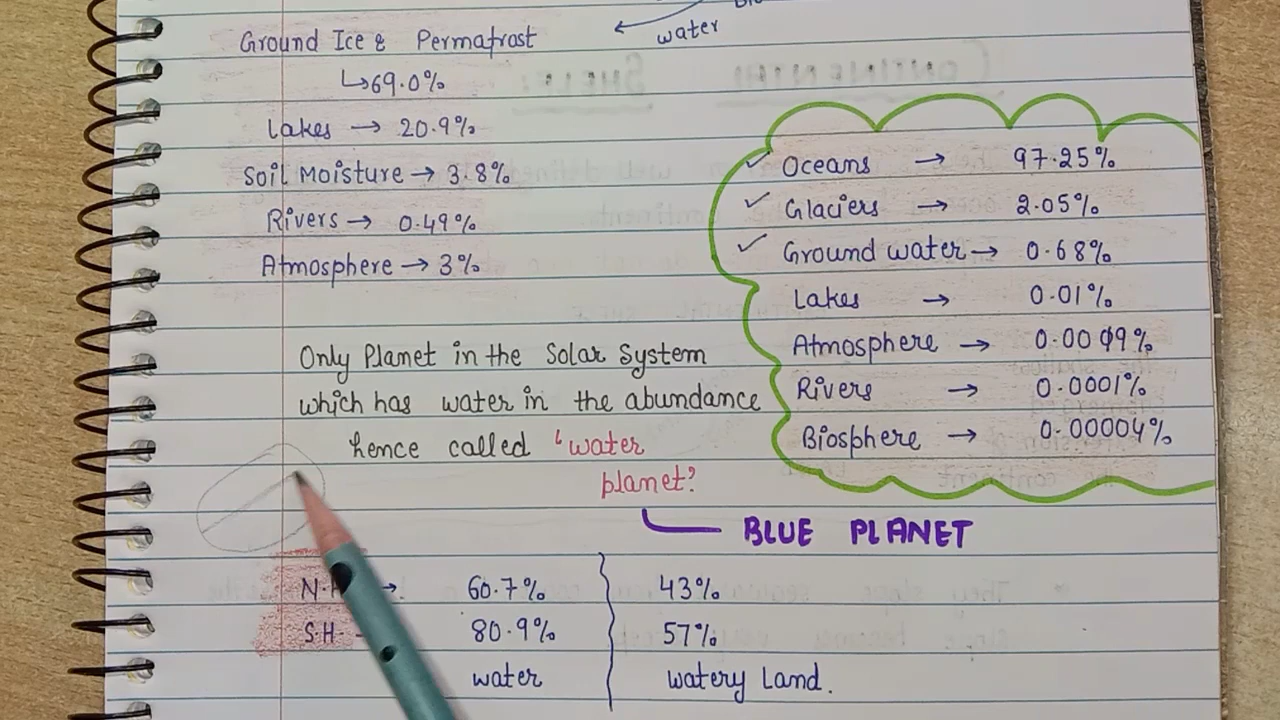 water
Ground Ice & Permafrost
↳69.0%
Lakes → 20.9%
Soil Moisture → 3.8%
Rivers → 0.49%
Atmosphere → 3%
✓ Oceans → 97.25%
✓ Glaciers → 2.05%
✓ Ground water → 0.68%
Lakes → 0.01%
Atmosphere → 0.0019%
Rivers → 0.0001%
Biosphere → 0.00004%
Only Planet in the Solar System
which has water in the abundance
hence called 'water
planet?
BLUE PLANET
N.H → 60.7% 43%
S.H. - 80.9% 57%
water watery Land.